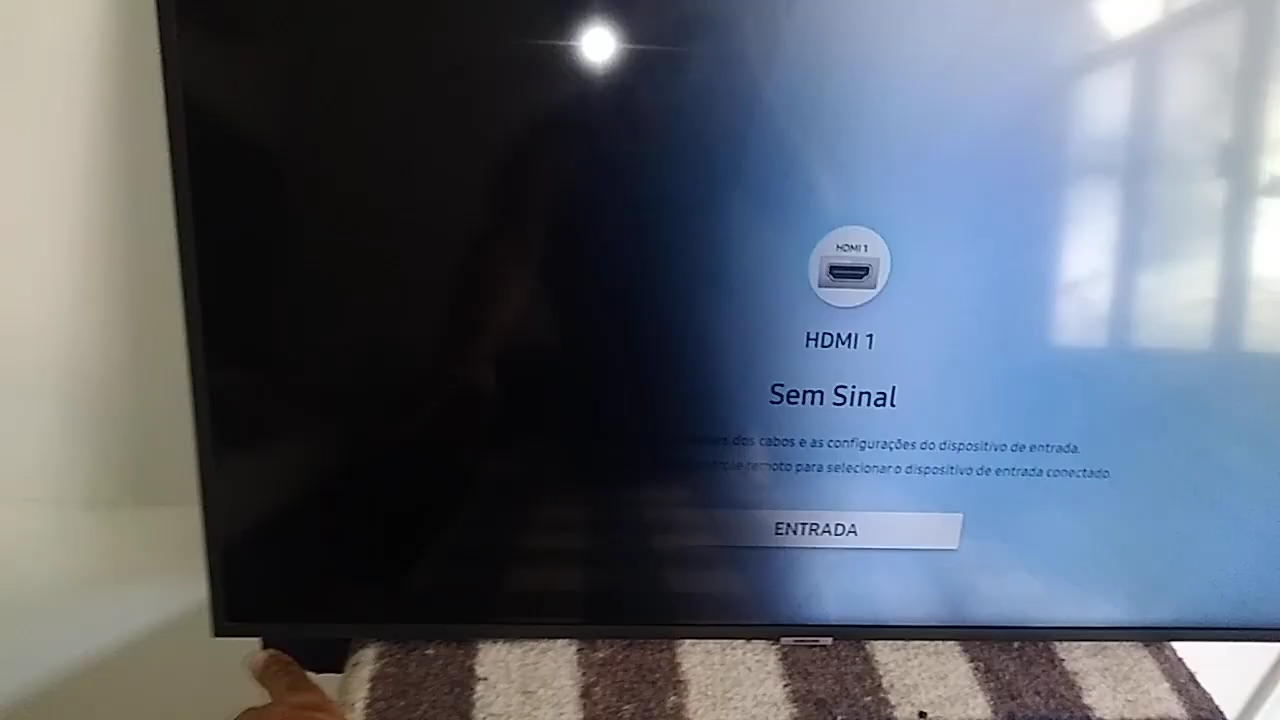 HDMI 1
HDMI 1
Sem Sinal
dos cabos e as configurações do dispositivo de entrada.
remoto para selecionar o dispositivo de entrada conectado.
ENTRADA